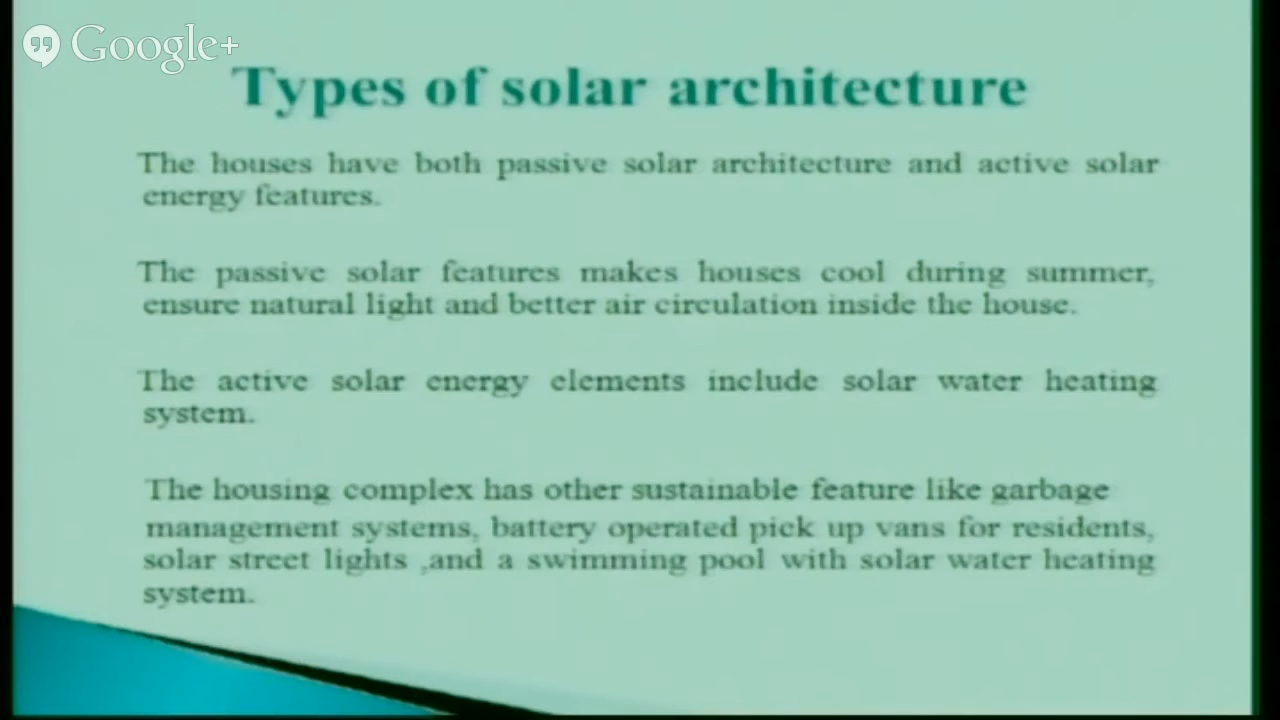 Google+
Types of solar architecture
The houses have both passive solar architecture and active solar
energy features.
The passive solar features makes houses cool during summer,
ensure natural light and better air circulation inside the house.
The active solar energy elements include solar water heating
system.
The housing complex has other sustainable feature like garbage
management systems, battery operated pick up vans for residents,
solar street lights ,and a swimming pool with solar water heating
system.